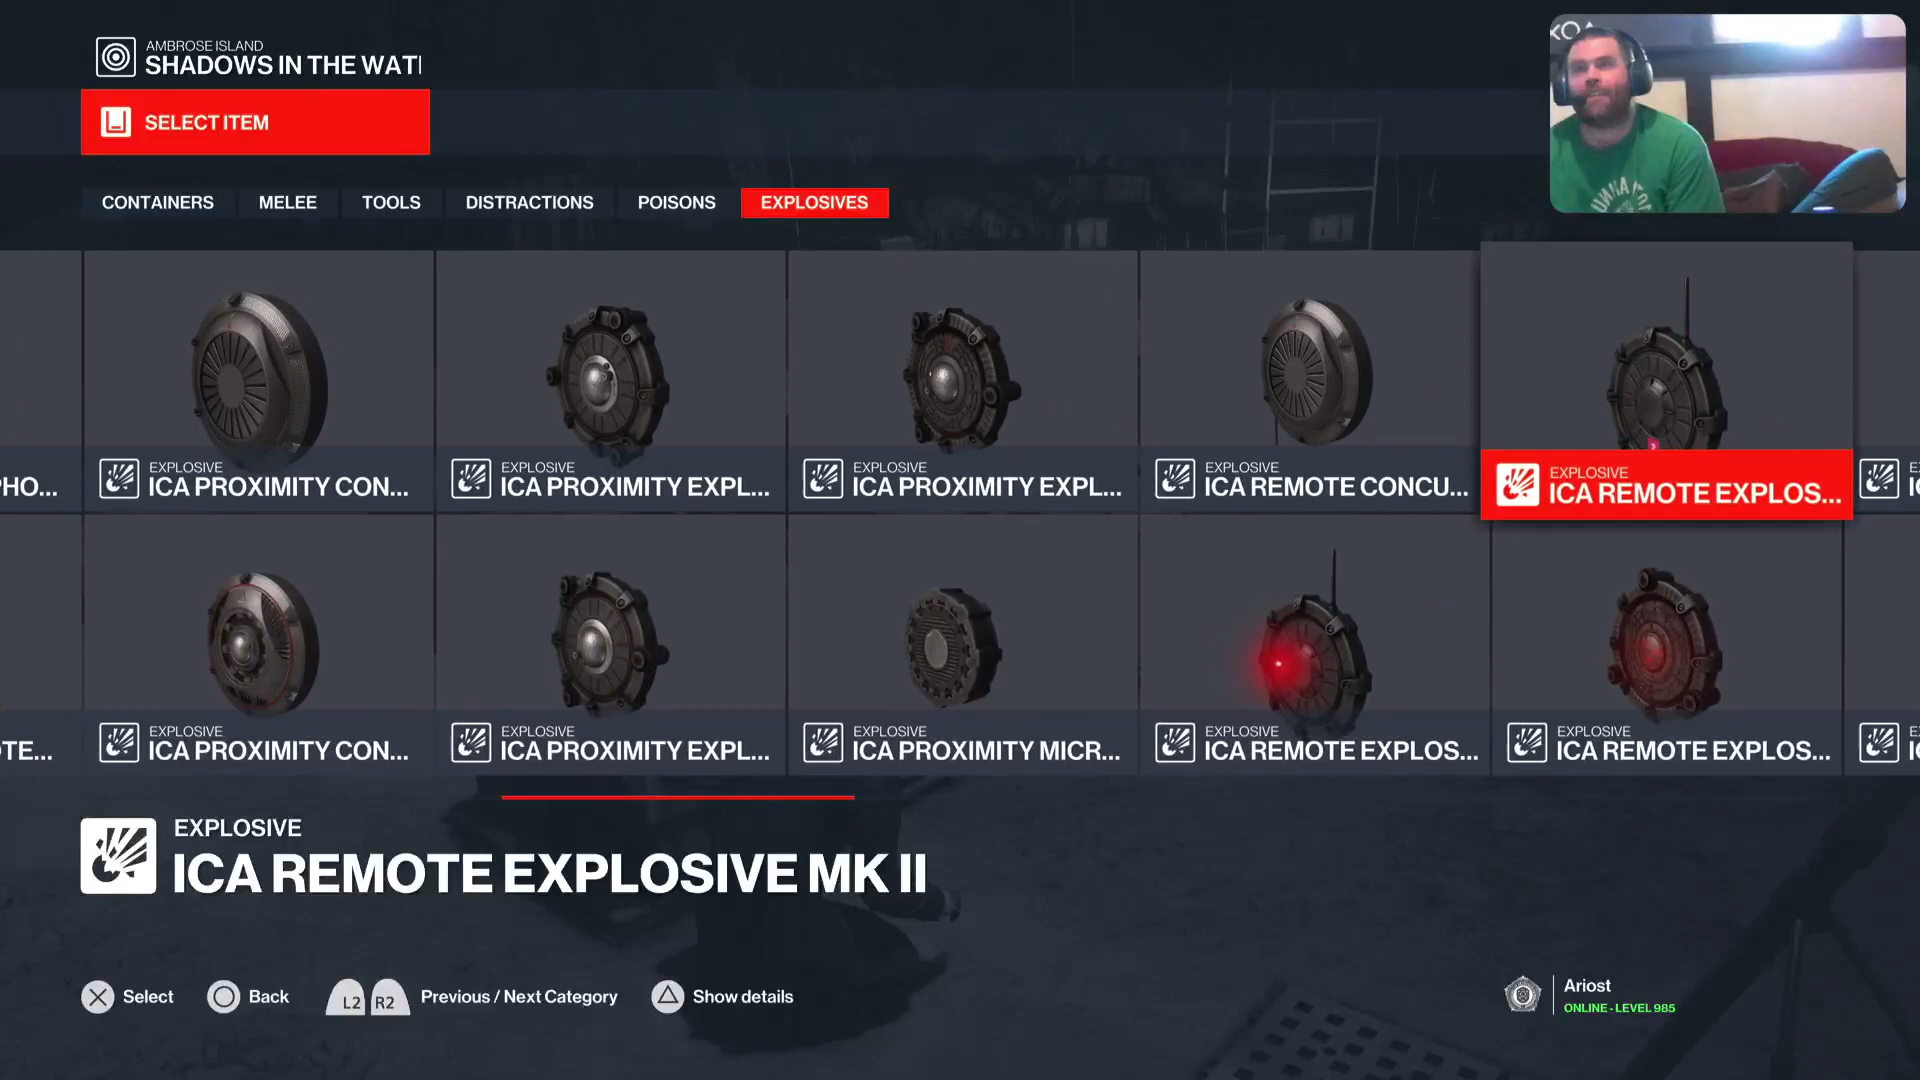 AMBROSE ISLAND
SHADOWS IN THE WAT
SELECT ITEM
CONTAINERS MELEE TOOLS DISTRACTIONS POISONS EXPLOSIVES
PHO...
EXPLOSIVE
ICA PROXIMITY CON...
EXPLOSIVE
ICA PROXIMITY EXPL...
EXPLOSIVE
ICA PROXIMITY EXPL...
EXPLOSIVE
ICA REMOTE CONCU...
EXPLOSIVE
ICA REMOTE EXPLOS...
TE...
EXPLOSIVE
ICA PROXIMITY CON...
EXPLOSIVE
ICA PROXIMITY EXPL...
EXPLOSIVE
ICA PROXIMITY MICR...
EXPLOSIVE
ICA REMOTE EXPLOS...
EXPLOSIVE
ICA REMOTE EXPLOS...
EXPLOSIVE
ICA REMOTE EXPLOSIVE MK II
Select Back L2 R2 Previous / Next Category Show details
Ariost
ONLINE - LEVEL 985